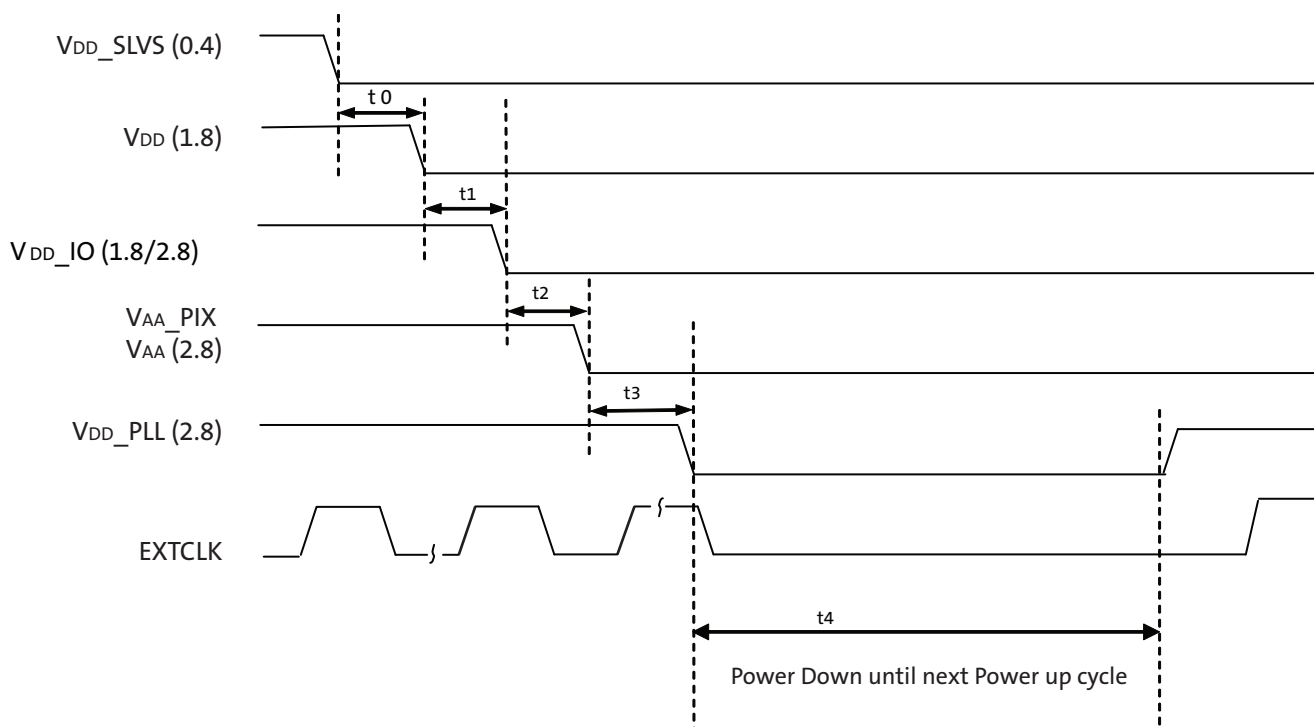 VDD_SLVS (0.4)
t0
VDD (1.8)
t1
VDD_IO (1.8/2.8)
t2
VAA_PIX
VAA (2.8)
t3
VDD_PLL (2.8)
EXTCLK
t4
Power Down until next Power up cycle